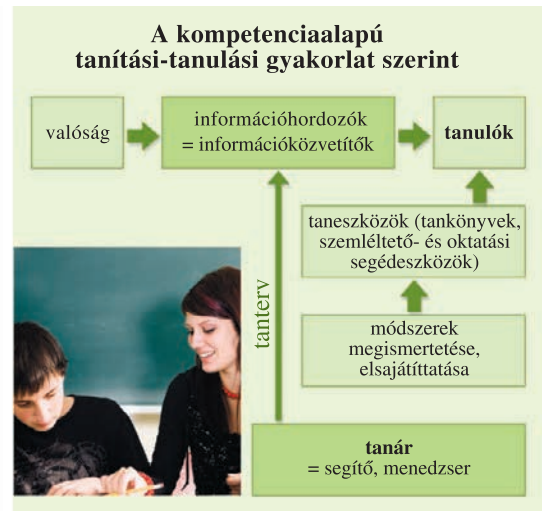 A kompetenciaalapú
tanítási-tanulási gyakorlat szerint
valóság
információhordozók
= információközvetítők
tanulók
taneszközök (tankönyvek,
szemléltető- és oktatási
segédeszközök)
tanterv
módszerek
megismertetése,
elsajátíttatása
tanár
= segítő, menedzser